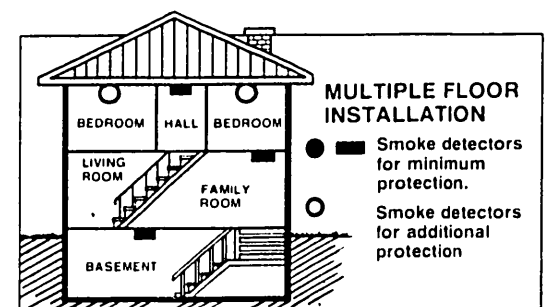 MULTIPLE FLOOR
INSTALLATION
BEDROOM HALL BEDROOM
Smoke detectors
for minimum
protection.
LIVING
ROOM
FAMILY
ROOM
Smoke detectors
for additional
protection
BASEMENT